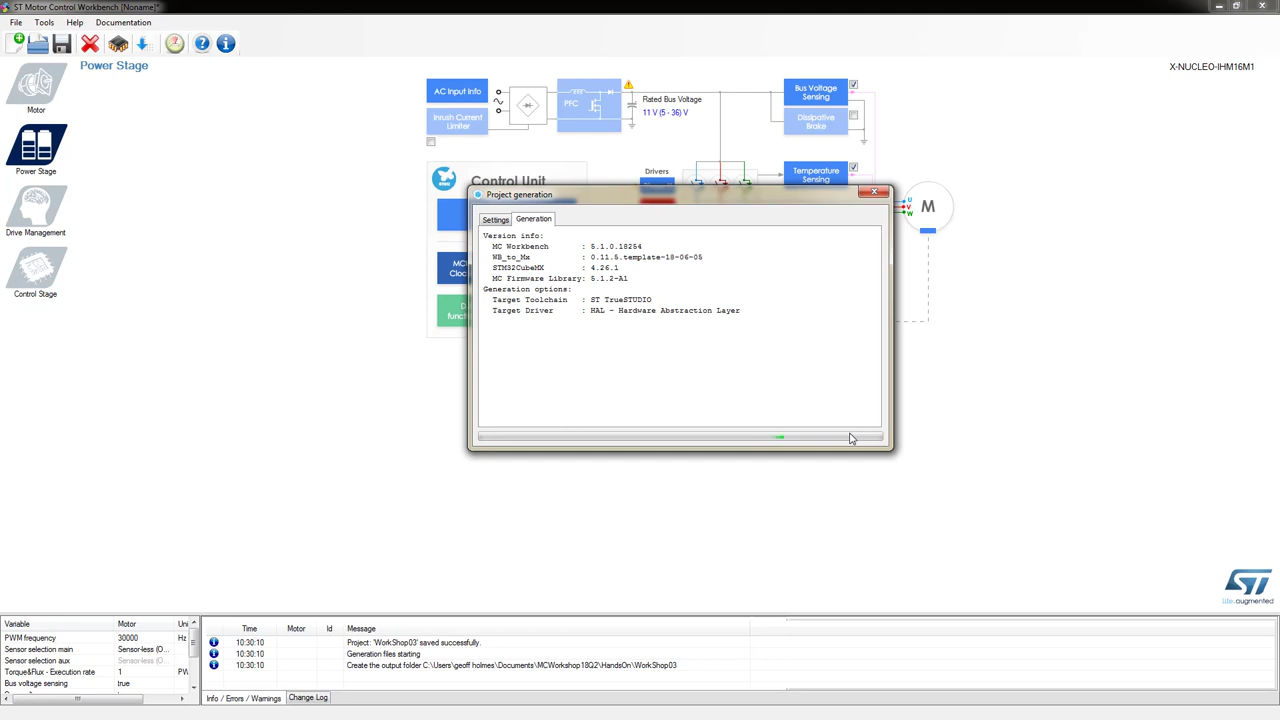 ST Motor Control Workbench [Noname]*
File Tools Help Documentation
Power Stage
X-NUCLEO-IHM16M1
Motor
Power Stage
Drive Management
Control Stage
AC Input Info
Inrush Current
Limiter
PFC
Rated Bus Voltage
11 V (5 - 36) V
Bus Voltage
Sensing
Dissipative
Brake
Drivers
Temperature
Sensing
Control Unit
U
V
W
M
MC
Cloc
D
func
Project generation
Settings Generation
Version info:
MC Workbench : 5.1.0.18254
WB_to_Mx : 0.11.5.template-18-06-05
STM32CubeMX : 4.26.1
MC Firmware Library: 5.1.2-A1
Generation options:
Target Toolchain : ST TrueSTUDIO
Target Driver : HAL - Hardware Abstraction Layer
ST
life.augmented
Variable Motor Uni
PWM frequency 30000 Hz
Sensor selection main Sensor-less (O...
Sensor selection aux Sensor-less (O...
Torque&Flux - Execution rate 1 PW
Bus voltage sensing true
Time Motor Id Message
10:30:10 Project: 'WorkShop03' saved successfully.
10:30:10 Generation files starting
10:30:10 Create the output folder C:\Users\geoff holmes\Documents\MCWorkshop18Q2\HandsOn\WorkShop03
Info / Errors / Warnings Change Log